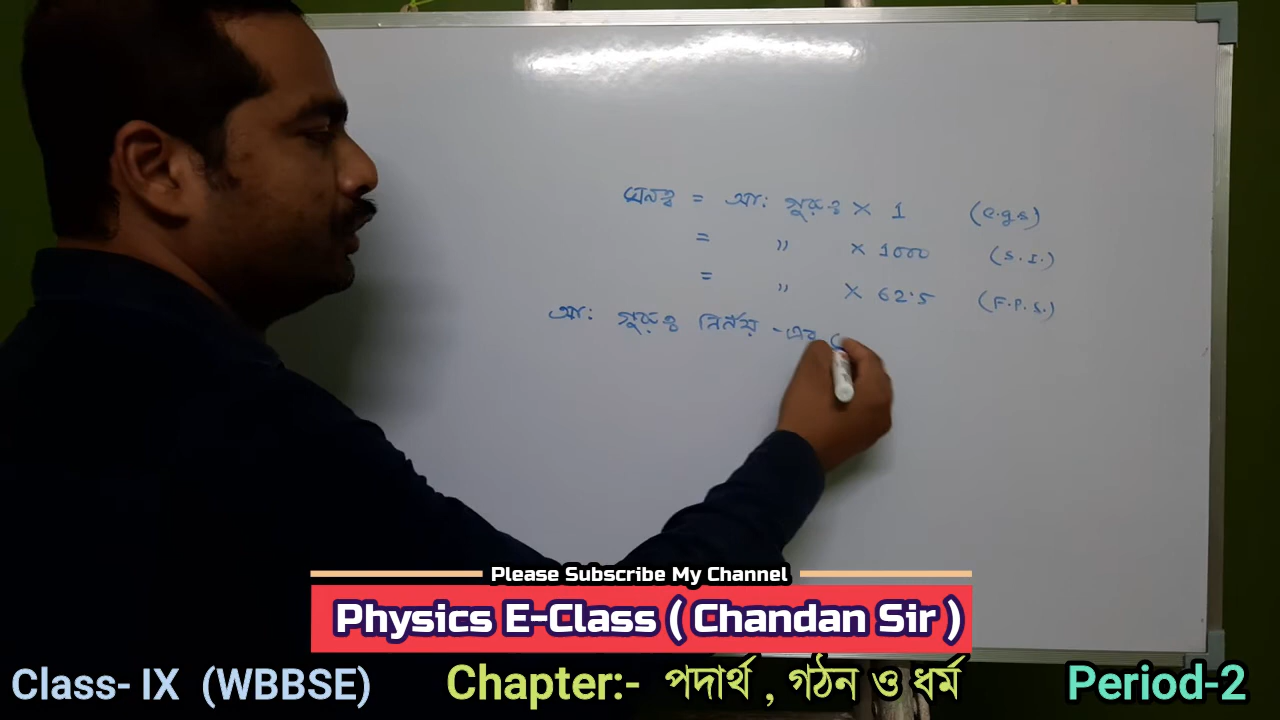 ঘনত্ব = আঃ গুরুত্ব × 1 (c.g.s)
= ,, × 1000 (S.I.)
= ,, × 62.5 (F.P.S.)
আঃ গুরুত্ব নির্ণয় -এর
Please Subscribe My Channel
Physics E-Class ( Chandan Sir )
Class- IX (WBBSE) Chapter:- পদার্থ , গঠন ও ধর্ম Period-2